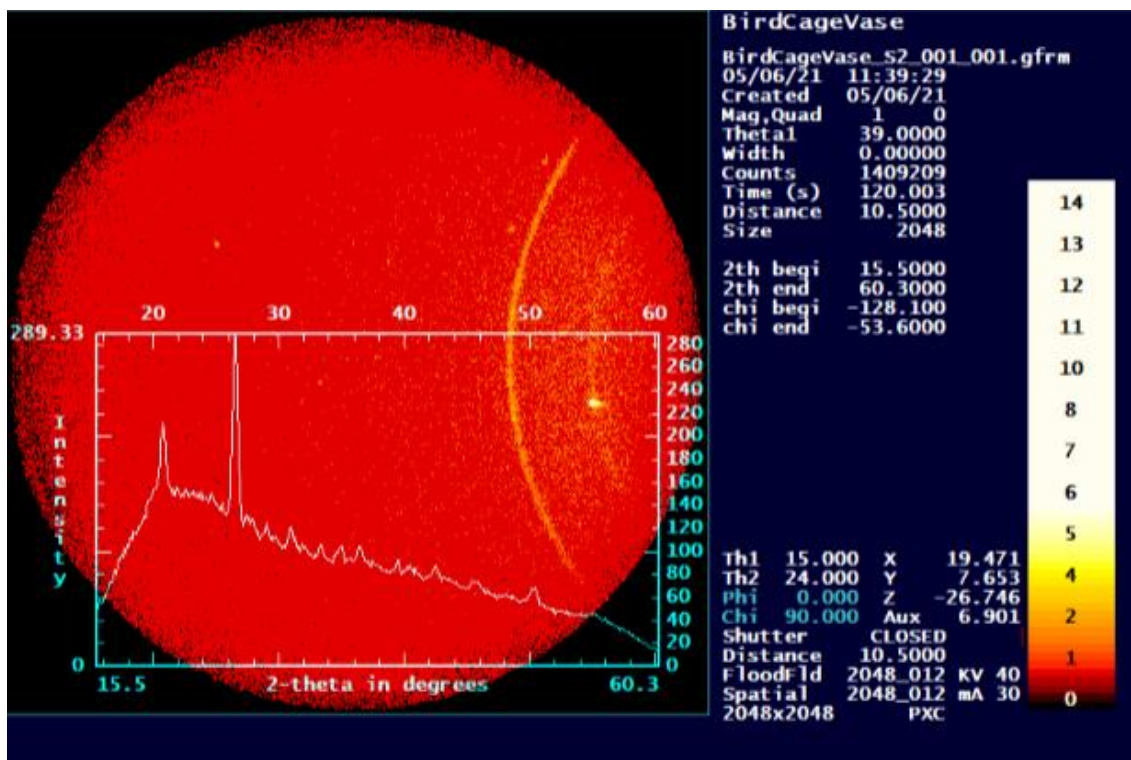 BirdCageVase
BirdCageVase_S2_001_001.gfrm
05/06/21 11:39:29
Created 05/06/21
Mag,Quad 1 0
Theta1 39.0000
Width 0.00000
Counts 1409209
Time (s) 120.003
Distance 10.5000
Size 2048
2th begi 15.5000
2th end 60.3000
chi begi -128.100
chi end -53.6000
20 30 40 50 60
289.33
280
260
240
220
200
180
160
140
120
100
80
60
40
20
0
Intensity
0
15.5 2-theta in degrees 60.3
Th1 15.000 X 19.471
Th2 24.000 Y 7.653
Phi 0.000 Z -26.746
Chi 90.000 Aux 6.901
Shutter CLOSED
Distance 10.5000
FloodFld 2048_012 KV 40
Spatial 2048_012 mA 30
2048x2048 PXC
14
13
12
11
10
8
7
6
5
4
2
1
0